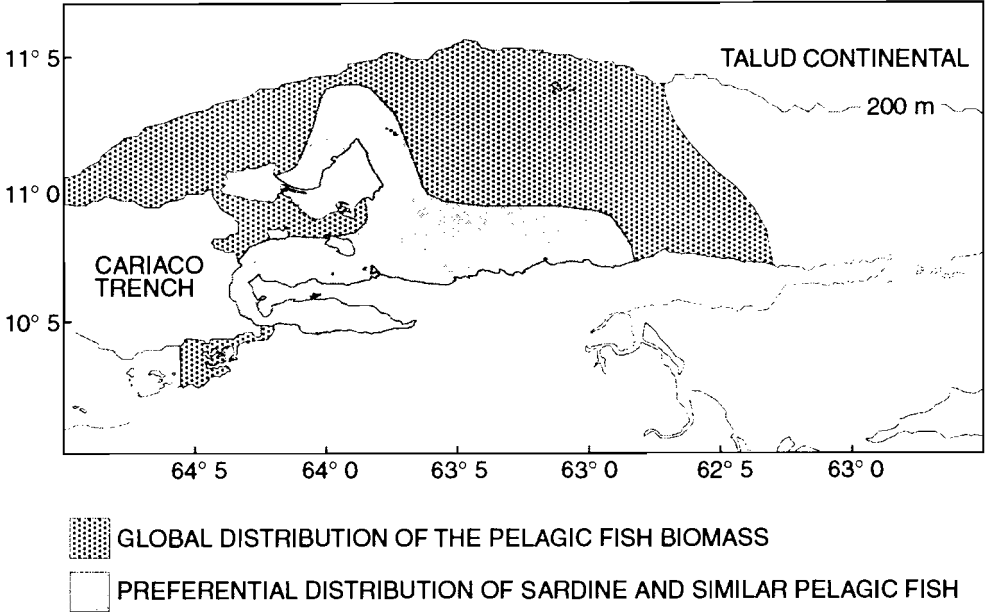 11° 5
TALUD CONTINENTAL
200 m
11° 0
CARIACO
TRENCH
10° 5
64° 5 64° 0 63° 5 63° 0 62° 5 63° 0
GLOBAL DISTRIBUTION OF THE PELAGIC FISH BIOMASS
PREFERENTIAL DISTRIBUTION OF SARDINE AND SIMILAR PELAGIC FISH